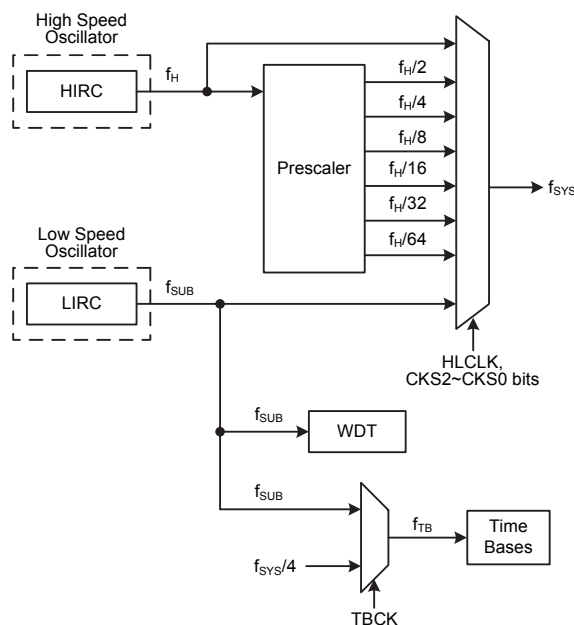 High Speed
Oscillator
HIRC
fH
Prescaler
fH/2
fH/4
fH/8
fH/16
fH/32
fH/64
fSYS
Low Speed
Oscillator
LIRC
fSUB
HLCLK,
CKS2~CKS0 bits
fSUB
WDT
fSUB
fSYS/4
fTB
Time
Bases
TBCK